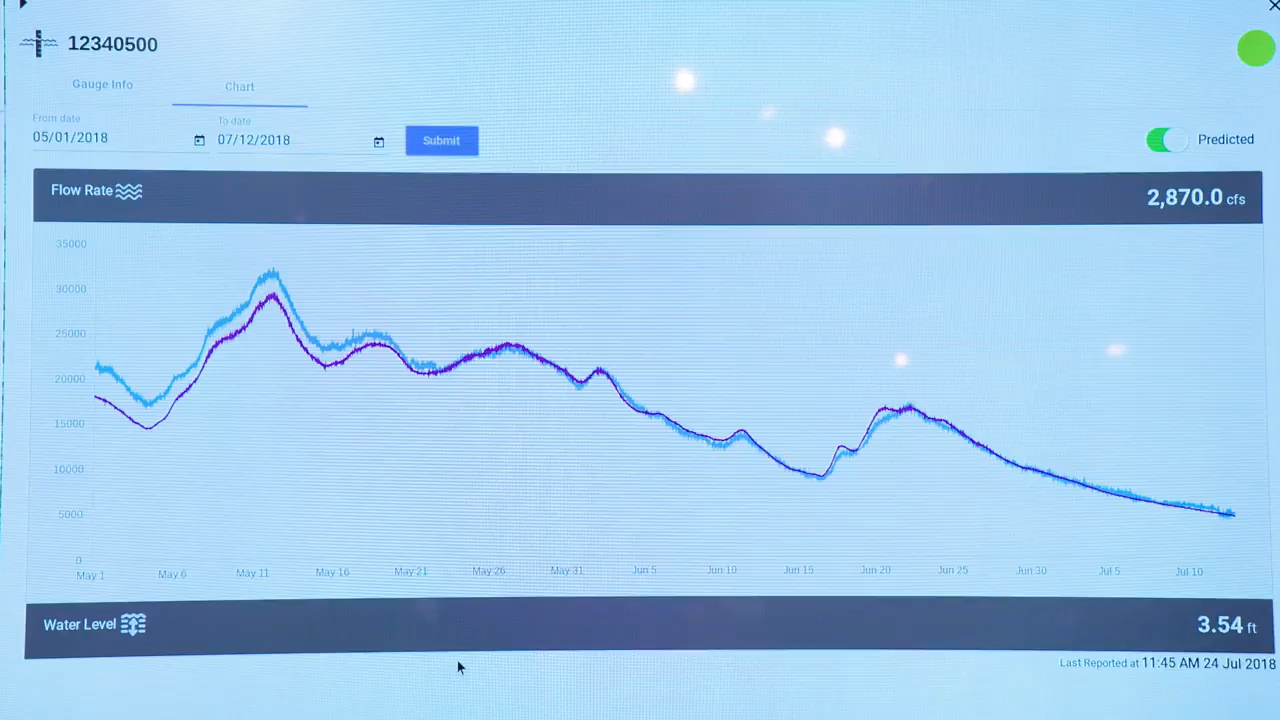 12340500
Gauge Info
Chart
From date
05/01/2018
To date
07/12/2018
Submit
Predicted
Flow Rate
2,870.0 cfs
35000
30000
25000
20000
15000
10000
5000
0
May 1
May 6
May 11
May 16
May 21
May 26
May 31
Jun 5
Jun 10
Jun 15
Jun 20
Jun 25
Jun 30
Jul 5
Jul 10
Water Level
3.54 ft
Last Reported at 11:45 AM 24 Jul 2018